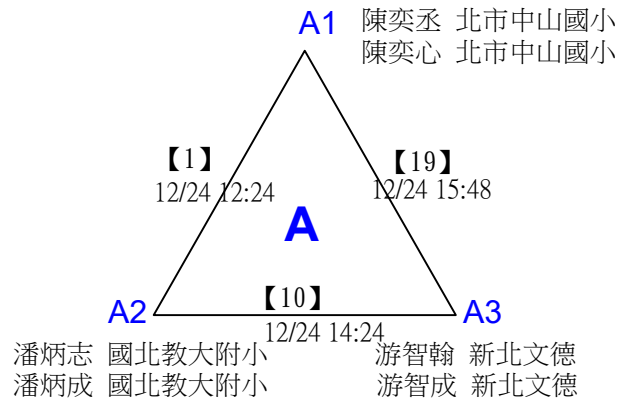 A1 陳奕丞 北市中山國小
陳奕心 北市中山國小
【1】
12/24 12:24
【19】
12/24 15:48
A
【10】
12/24 14:24
A2
A3
潘炳志 國北教大附小
潘炳成 國北教大附小
游智翰 新北文德
游智成 新北文德